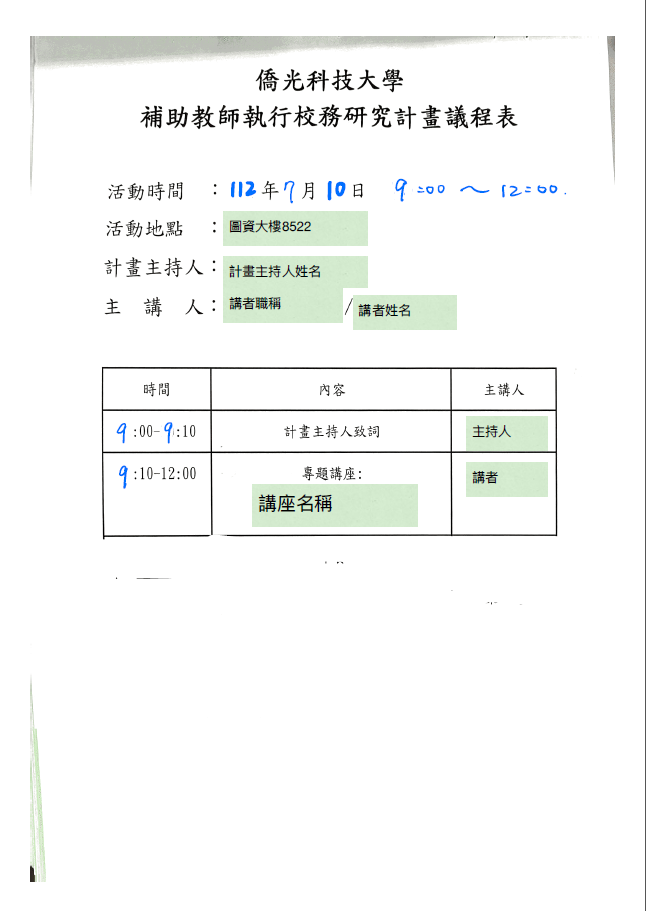 僑光科技大學
補助教師執行校務研究計畫議程表
活動時間 ：112年7月10日 9:00 ～ 12:00.
活動地點 ：圖資大樓8522
計畫主持人：計畫主持人姓名
主 講 人：講者職稱/講者姓名
時間 內容 主講人
9:00-9:10 計畫主持人致詞 主持人
9:10-12:00 專題講座: 講者
講座名稱